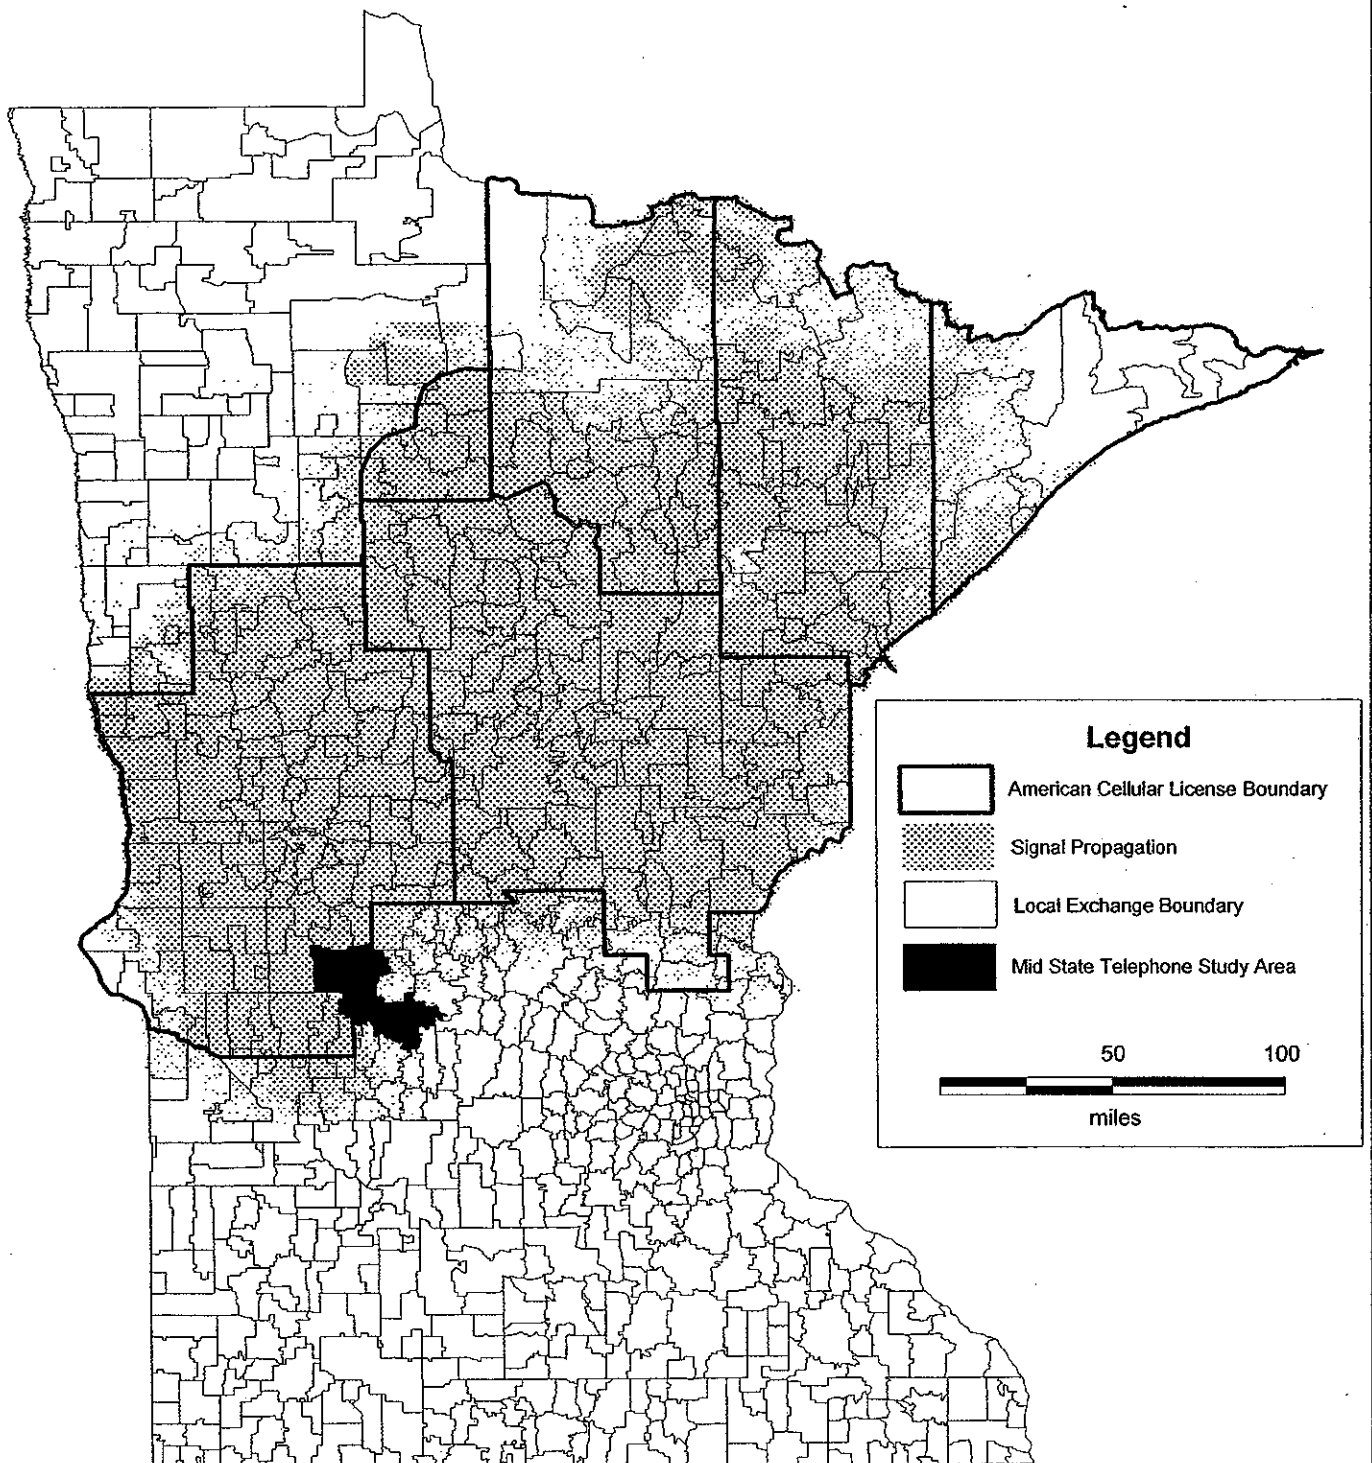 Legend
American Cellular License Boundary
Signal Propagation
Local Exchange Boundary
Mid State Telephone Study Area
50 100
miles